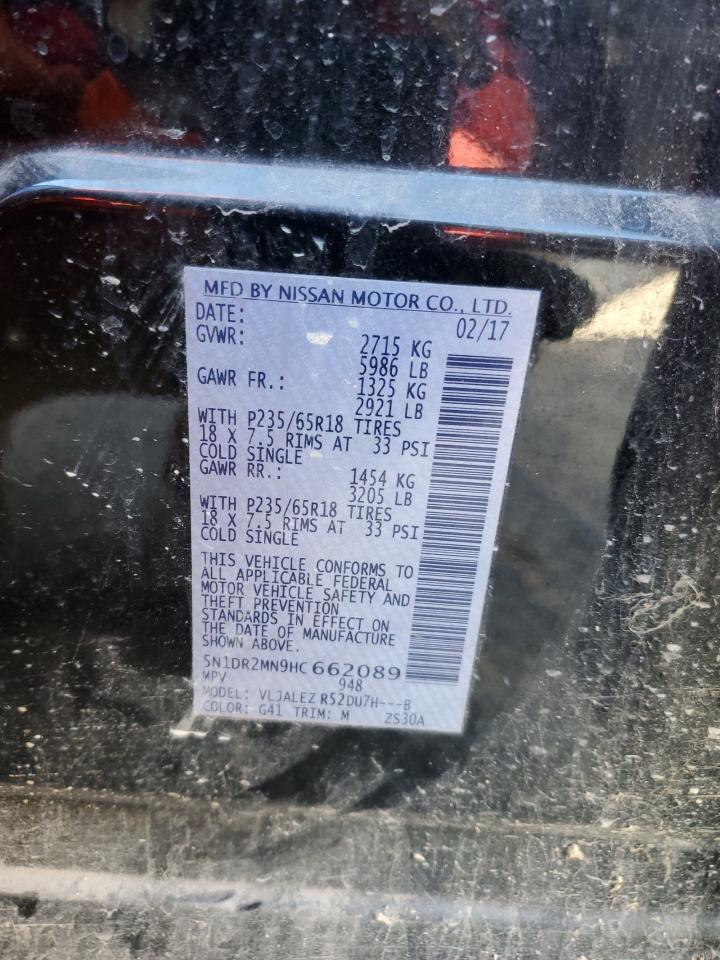 MFD BY NISSAN MOTOR CO., LTD.
DATE: 02/17
GVWR: 2715 KG
5986 LB
GAWR FR.: 1325 KG
2921 LB
WITH P235/65R18 TIRES
18 X 7.5 RIMS AT 33 PSI
COLD SINGLE
GAWR RR.: 1454 KG
3205 LB
WITH P235/65R18 TIRES
18 X 7.5 RIMS AT 33 PSI
COLD SINGLE
THIS VEHICLE CONFORMS TO
ALL APPLICABLE FEDERAL
MOTOR VEHICLE SAFETY AND
THEFT PREVENTION
STANDARDS IN EFFECT ON
THE DATE OF MANUFACTURE
SHOWN ABOVE.
5N1DR2MN9HC 662089
MPV 948
MODEL: VLJALEZ R52DU7H---B
COLOR: G41 TRIM: M ZS30A